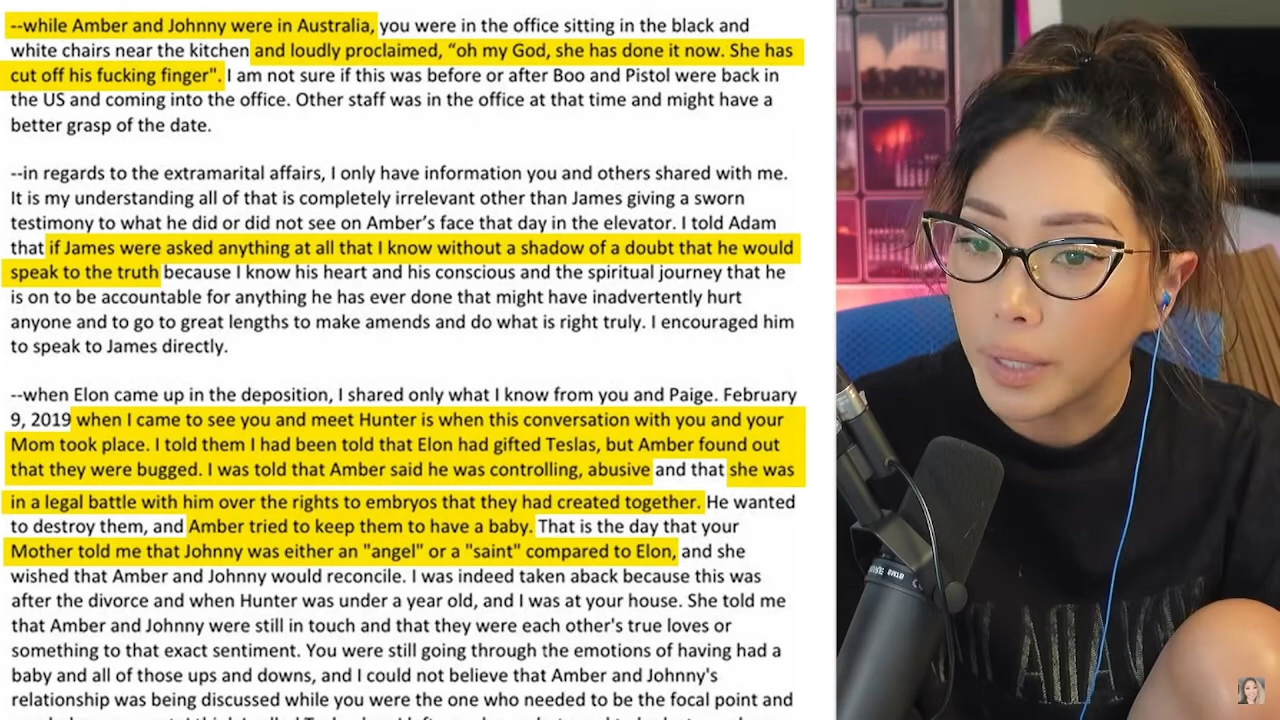 --while Amber and Johnny were in Australia, you were in the office sitting in the black and
white chairs near the kitchen and loudly proclaimed, “oh my God, she has done it now. She has
cut off his fucking finger". I am not sure if this was before or after Boo and Pistol were back in
the US and coming into the office. Other staff was in the office at that time and might have a
better grasp of the date.
--in regards to the extramarital affairs, I only have information you and others shared with me.
It is my understanding all of that is completely irrelevant other than James giving a sworn
testimony to what he did or did not see on Amber’s face that day in the elevator. I told Adam
that if James were asked anything at all that I know without a shadow of a doubt that he would
speak to the truth because I know his heart and his conscious and the spiritual journey that he
is on to be accountable for anything he has ever done that might have inadvertently hurt
anyone and to go to great lengths to make amends and do what is right truly. I encouraged him
to speak to James directly.
--when Elon came up in the deposition, I shared only what I know from you and Paige. February
9, 2019 when I came to see you and meet Hunter is when this conversation with you and your
Mom took place. I told them I had been told that Elon had gifted Teslas, but Amber found out
that they were bugged. I was told that Amber said he was controlling, abusive and that she was
in a legal battle with him over the rights to embryos that they had created together. He wanted
to destroy them, and Amber tried to keep them to have a baby. That is the day that your
Mother told me that Johnny was either an "angel" or a "saint" compared to Elon, and she
wished that Amber and Johnny would reconcile. I was indeed taken aback because this was
after the divorce and when Hunter was under a year old, and I was at your house. She told me
that Amber and Johnny were still in touch and that they were each other's true loves or
something to that exact sentiment. You were still going through the emotions of having had a
baby and all of those ups and downs, and I could not believe that Amber and Johnny's
relationship was being discussed while you were the one who needed to be the focal point and